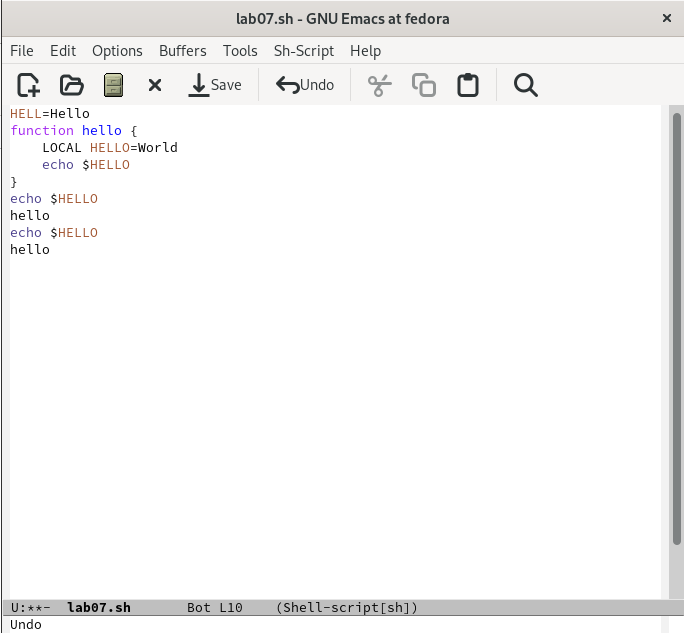 lab07.sh - GNU Emacs at fedora
File Edit Options Buffers Tools Sh-Script Help
Save Undo
HELL=Hello
function hello {
    LOCAL HELLO=World
    echo $HELLO
}
echo $HELLO
hello
echo $HELLO
hello
U:**-  lab07.sh       Bot L10    (Shell-script[sh])
Undo